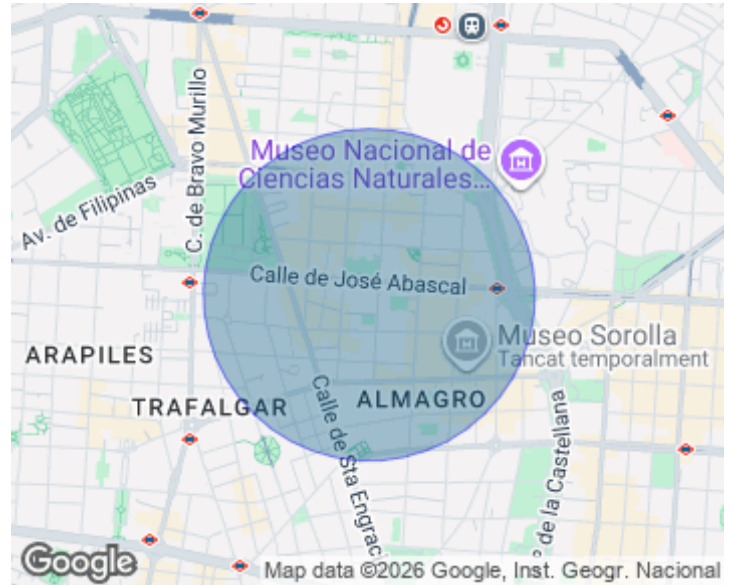 C. de Bravo Murillo
Museo Nacional de
Ciencias Naturales...
Av. de Filipinas
Calle de José Abascal
Museo Sorolla
Tancat temporalment
ARAPILES
TRAFALGAR
ALMAGRO
Calle de Sta Engrac
º de la Castellana
Google
Map data ©2026 Google, Inst. Geogr. Nacional